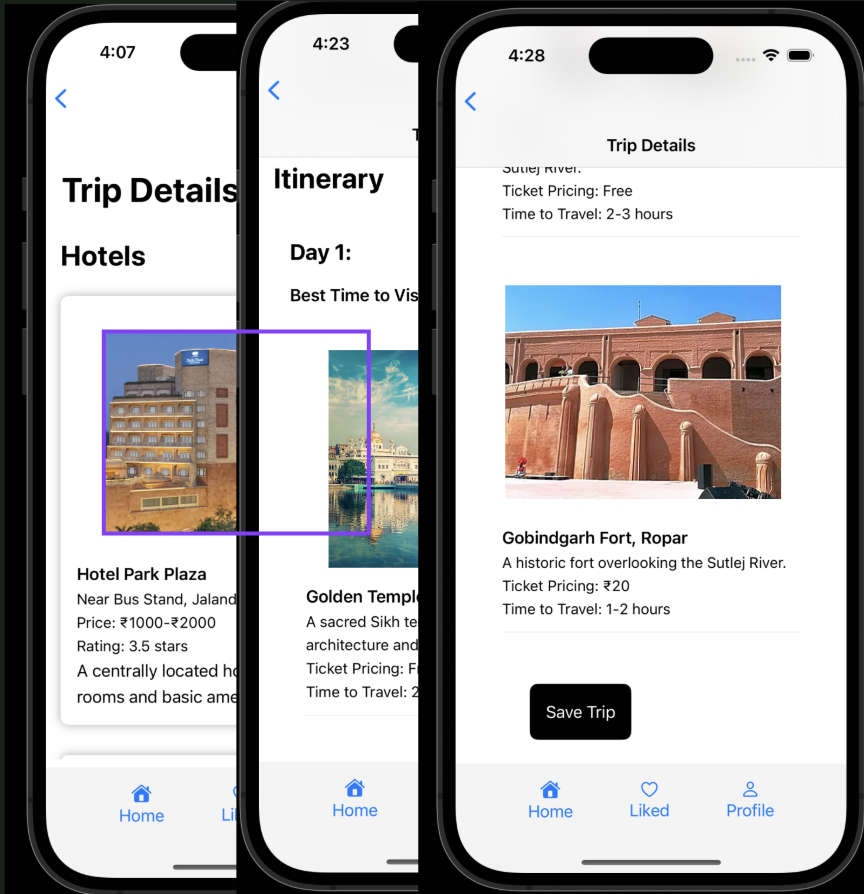 4:07
Trip Details
Hotels
Hotel Park Plaza
Near Bus Stand, Jaland
Price: ₹1000-₹2000
Rating: 3.5 stars
A centrally located ho
rooms and basic ame
Home
Li
4:23
T
Itinerary
Day 1:
Best Time to Vis
Golden Temple
A sacred Sikh te
architecture and
Ticket Pricing: F
Time to Travel: 2
Home
4:28
Trip Details
Sutlej River.
Ticket Pricing: Free
Time to Travel: 2-3 hours
Gobindgarh Fort, Ropar
A historic fort overlooking the Sutlej River.
Ticket Pricing: ₹20
Time to Travel: 1-2 hours
Save Trip
Home
Liked
Profile